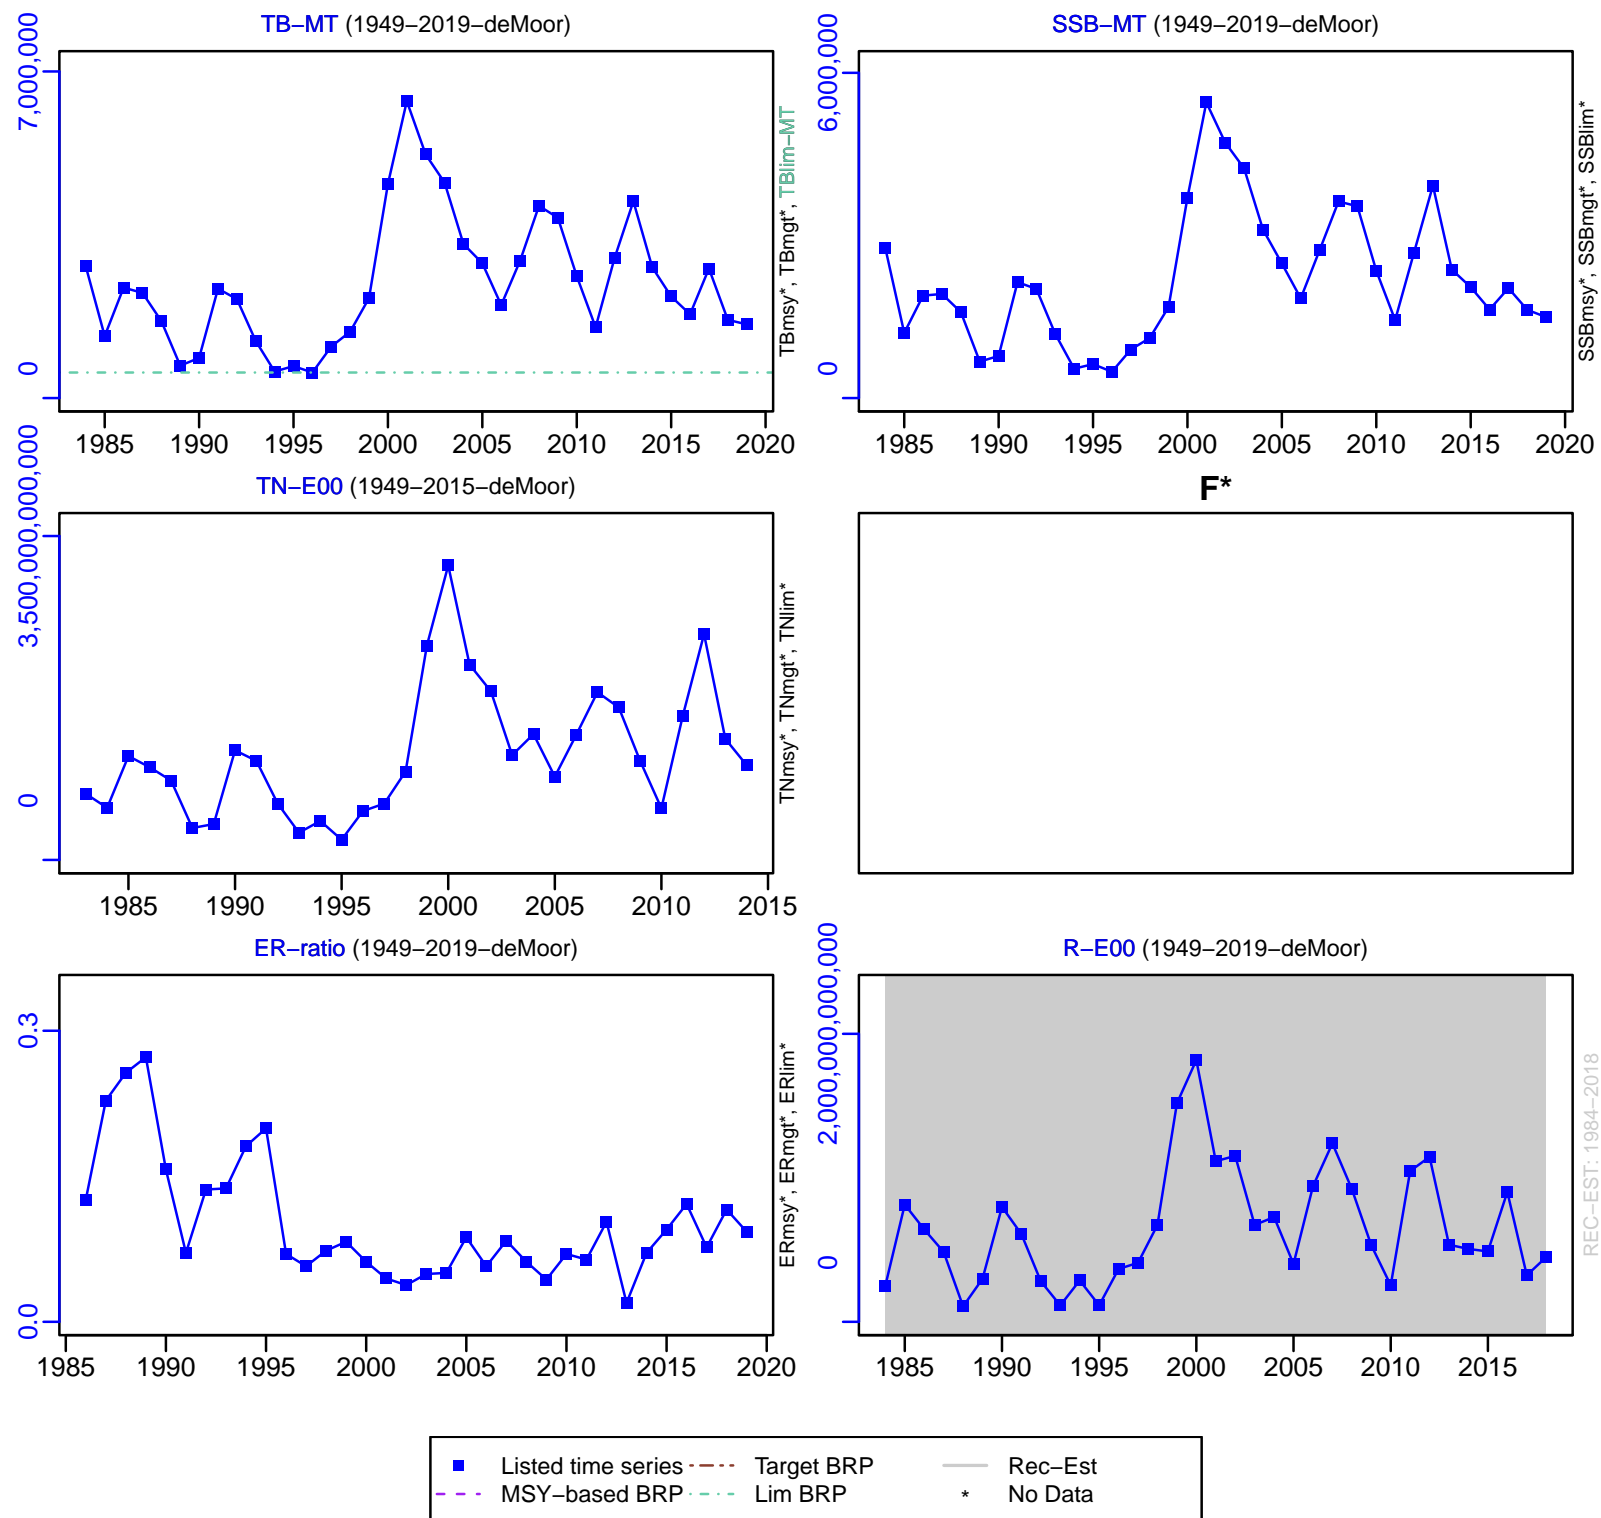 TB−MT (1949−2019−deMoor)
7,000,000
0
TBmsy*, TBmgt*, TBlim−MT
1985 1990 1995 2000 2005 2010 2015 2020
SSB−MT (1949−2019−deMoor)
6,000,000
0
SSBmsy*, SSBmgt*, SSBlim*
1985 1990 1995 2000 2005 2010 2015 2020
TN−E00 (1949−2015−deMoor)
3,500,000,000,000
0
TNmsy*, TNmgt*, TNlim*
1985 1990 1995 2000 2005 2010 2015
F*
ER−ratio (1949−2019−deMoor)
0.3
0.0
ERmsy*, ERmgt*, ERlim*
1985 1990 1995 2000 2005 2010 2015 2020
R−E00 (1949−2019−deMoor)
0
REC−EST: 1984−2018
1985 1990 1995 2000 2005 2010 2015
Listed time series
Target BRP
Rec−Est
MSY−based BRP
Lim BRP
* No Data